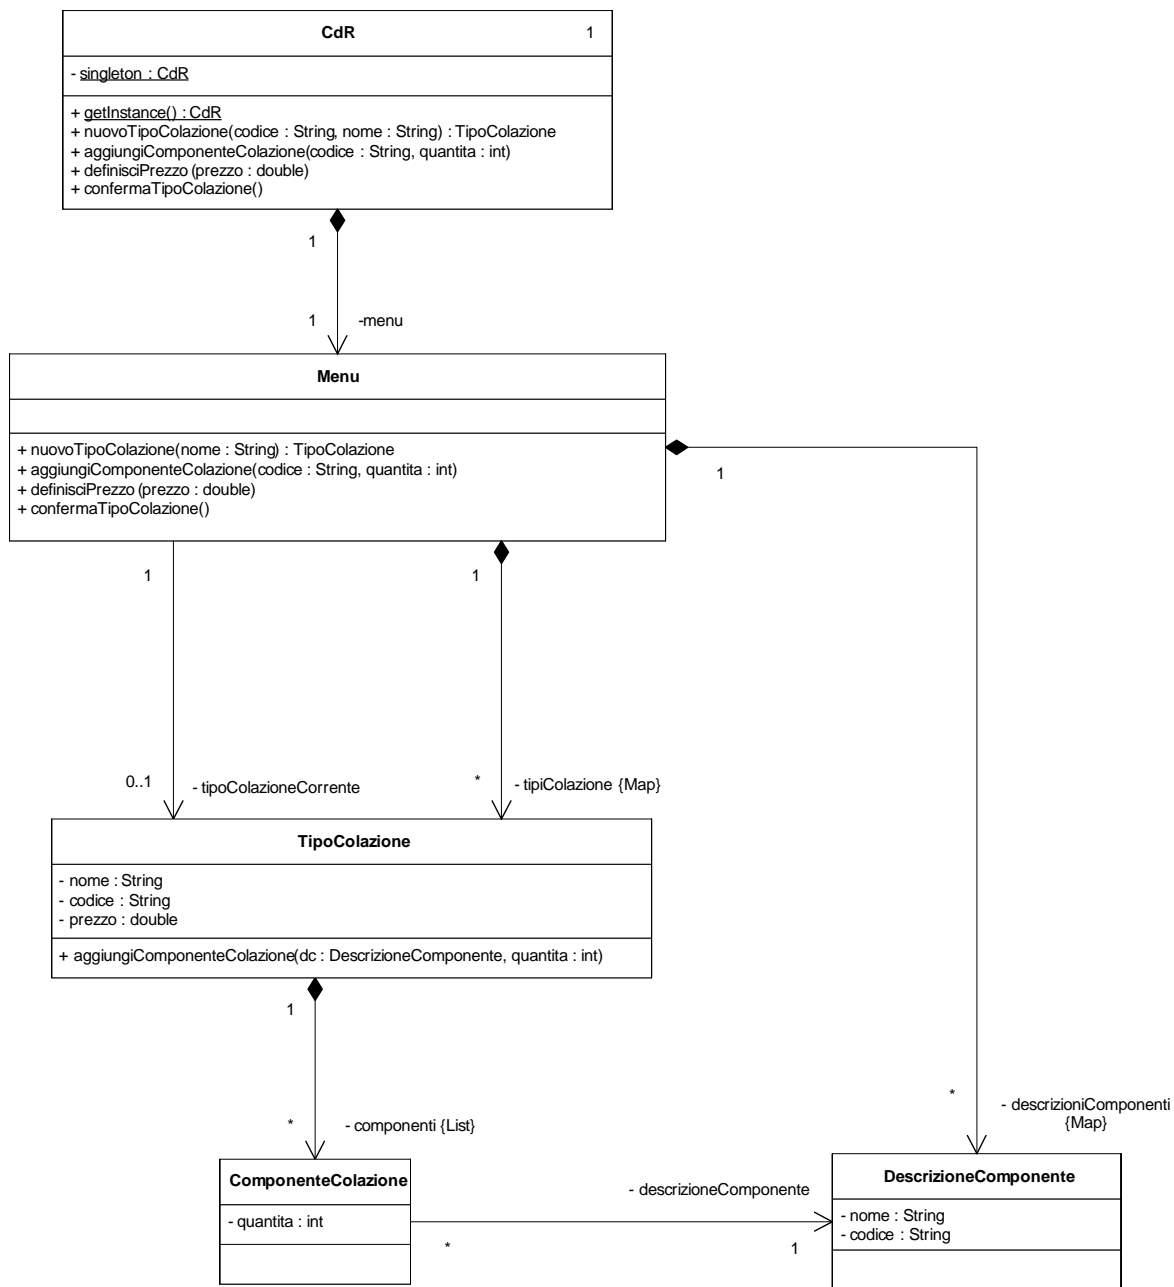 CdR 1
- singleton : CdR
+ getInstance() : CdR
+ nuovoTipoColazione(codice : String, nome : String) : TipoColazione
+ aggiungiComponenteColazione(codice : String, quantita : int)
+ definisciPrezzo (prezzo : double)
+ confermaTipoColazione()
1
1 -menu
Menu
+ nuovoTipoColazione(nome : String) : TipoColazione
+ aggiungiComponenteColazione(codice : String, quantita : int)
+ definisciPrezzo (prezzo : double)
+ confermaTipoColazione()
1
1 1
0..1 - tipoColazioneCorrente * - tipiColazione {Map}
TipoColazione
- nome : String
- codice : String
- prezzo : double
+ aggiungiComponenteColazione(dc : DescrizioneComponente, quantita : int)
1
* - descrizioniComponenti
{Map}
* - componenti {List}
ComponenteColazione
- quantita : int
- descrizioneComponente
* 1
DescrizioneComponente
- nome : String
- codice : String